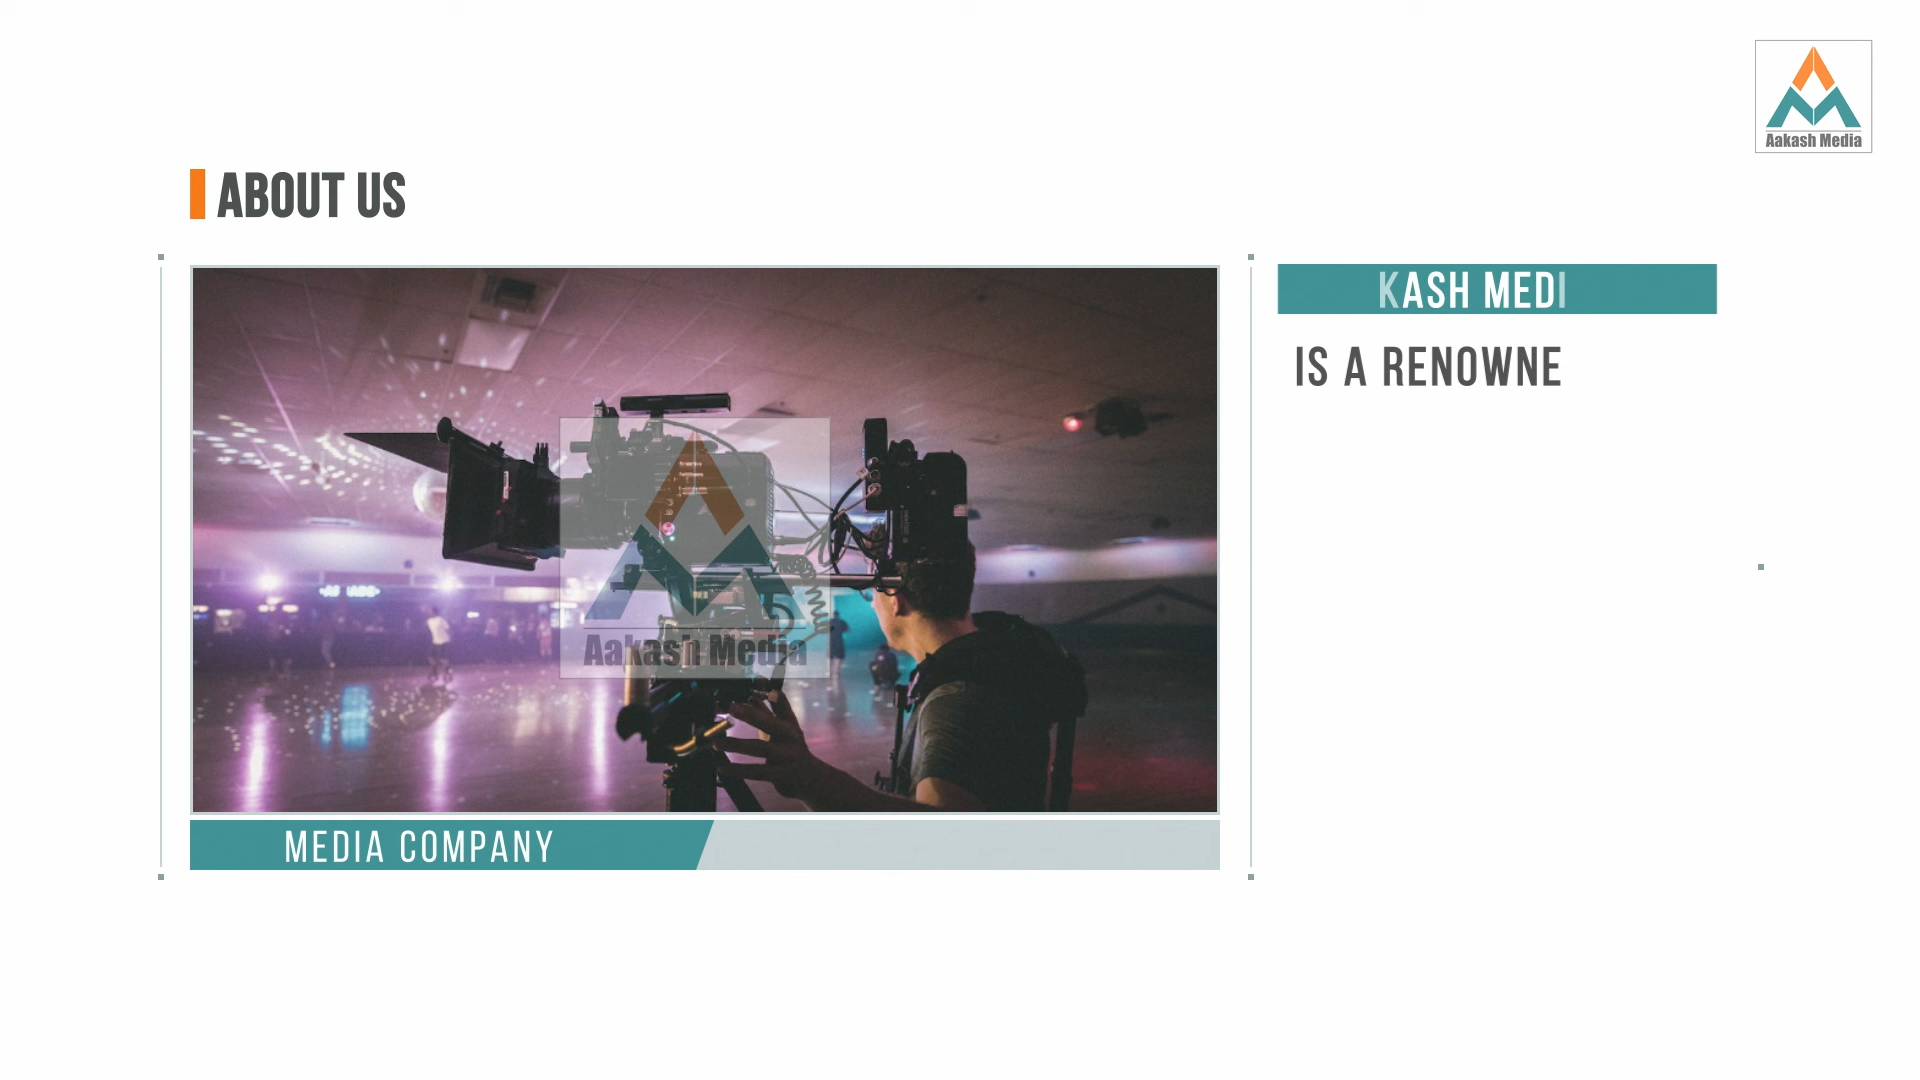 Aakash Media
ABOUT US
KASH MEDI
IS A RENOWNE
Aakash Media
MEDIA COMPANY